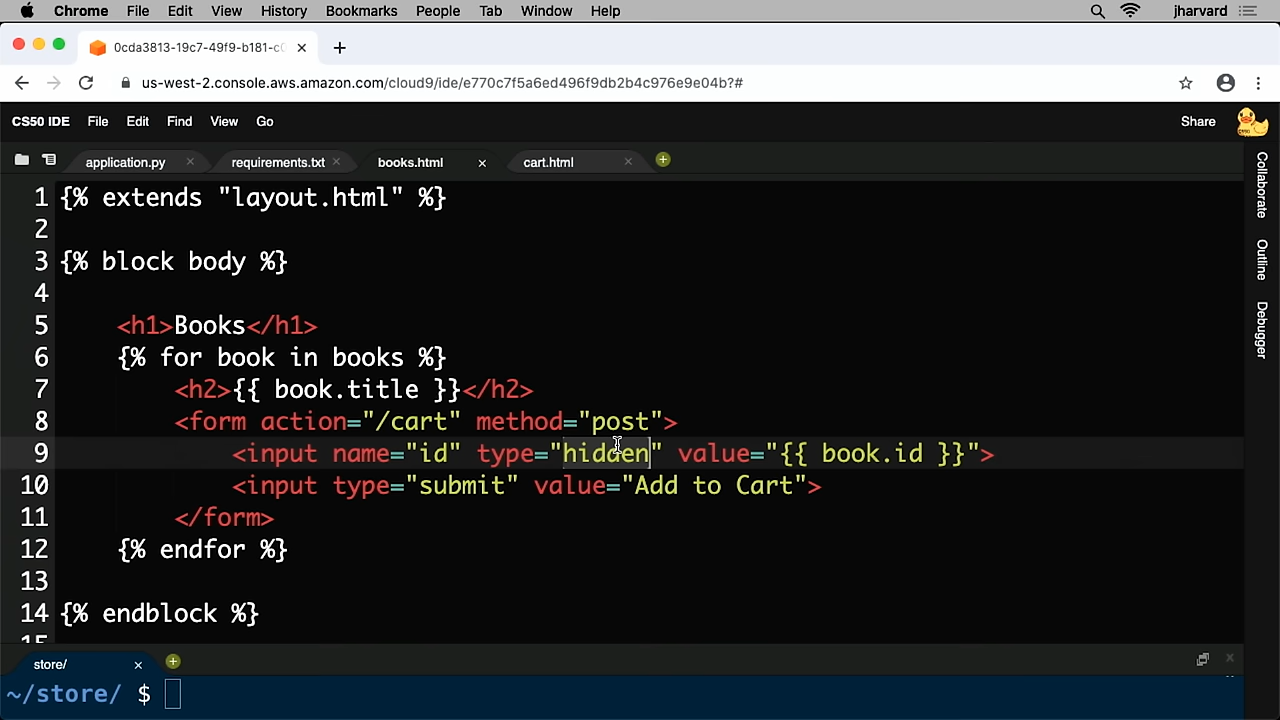 Chrome File Edit View History Bookmarks People Tab Window Help jharvard
0cda3813-19c7-49f9-b181-c0
us-west-2.console.aws.amazon.com/cloud9/ide/e770c7f5a6ed496f9db2b4c976e9e04b?#
CS50 IDE File Edit Find View Go Share
application.py requirements.txt books.html cart.html
Collaborate
Outline
Debugger
1 {% extends "layout.html" %}
2
3 {% block body %}
4
5 <h1>Books</h1>
6 {% for book in books %}
7 <h2>{{ book.title }}</h2>
8 <form action="/cart" method="post">
9 <input name="id" type="hidden" value="{{ book.id }}">
10 <input type="submit" value="Add to Cart">
11 </form>
12 {% endfor %}
13
14 {% endblock %}
15
store/
~/store/ $